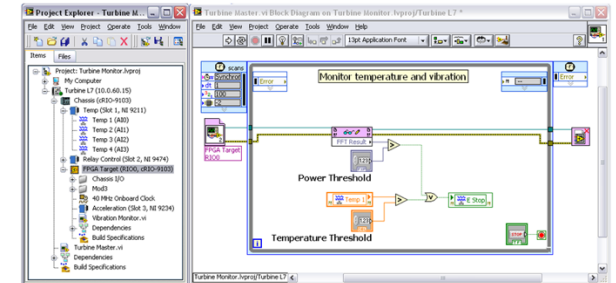 Project Explorer - Turbine M...
File Edit View Project Operate Tools Window
Items Files
Project: Turbine Monitor.lvproj
My Computer
Turbine L7 (10.0.60.15)
Chassis (cRIO-9103)
Temp (Slot 1, NI 9211)
Temp 1 (AI0)
Temp 2 (AI1)
Temp 3 (AI2)
Temp 4 (AI3)
Relay Control (Slot 2, NI 9474)
FPGA Target (RIO0, cRIO-9103)
Chassis I/O
Mod3
40 MHz Onboard Clock
Acceleration (Slot 3, NI 9234)
Vibration Monitor.vi
Dependencies
Build Specifications
Turbine Master.vi
Dependencies
Build Specifications
Turbine Master.vi Block Diagram on Turbine Monitor.lvproj/Turbine L7 *
File Edit View Project Operate Tools Window Help
13pt Application Font
scans
Synchror
dt 1
100
Error
Monitor temperature and vibration
Error
FPGA Target
RIO0
FFT Result
Power Threshold
Temp 1
E Stop
Temperature Threshold
STOP
i
Turbine Monitor.lvproj/Turbine L7